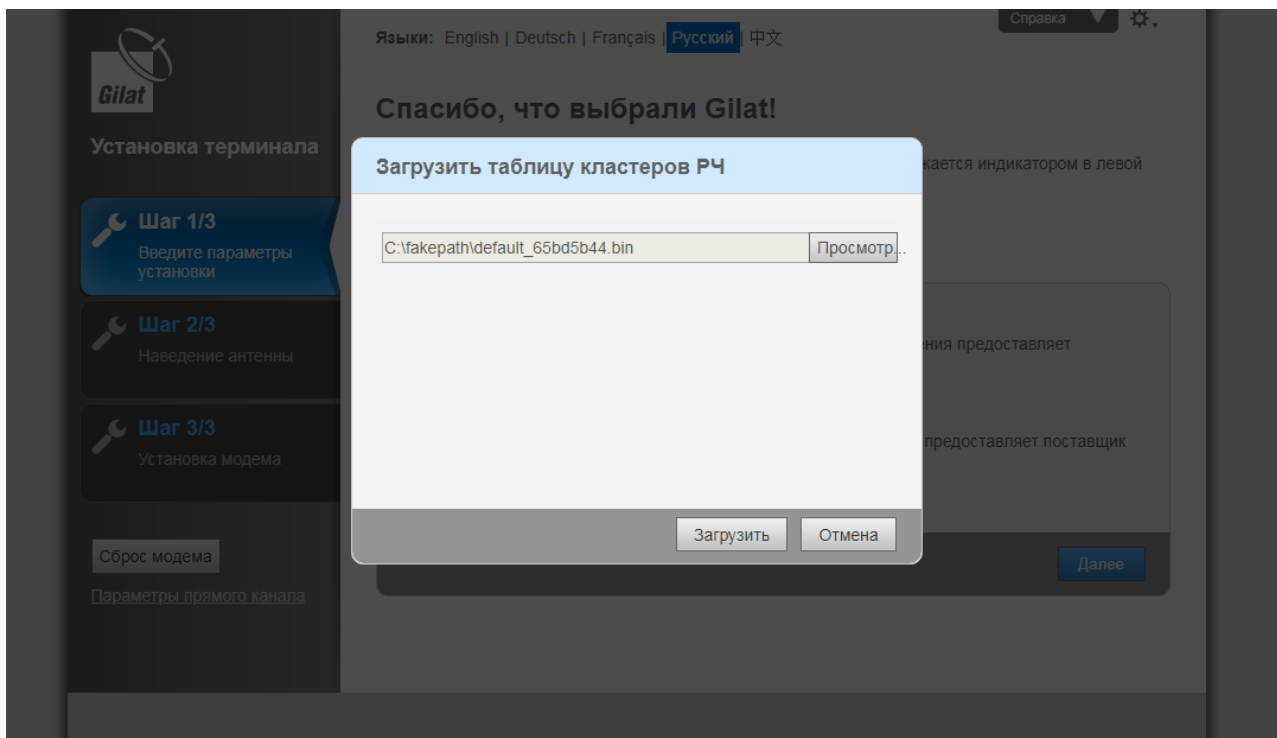 Справка
Языки: English | Deutsch | Français | Русский | 中文
Gilat
Спасибо, что выбрали Gilat!
Установка терминала
Загрузить таблицу кластеров РЧ
жается индикатором в левой
Шаг 1/3
Введите параметры
установки
C:\fakepath\default_65bd5b44.bin
Просмотр...
Шаг 2/3
Наведение антенны
ния предоставляет
Шаг 3/3
Установка модема
предоставляет поставщик
Загрузить
Отмена
Сброс модема
Далее
Параметры прямого канала